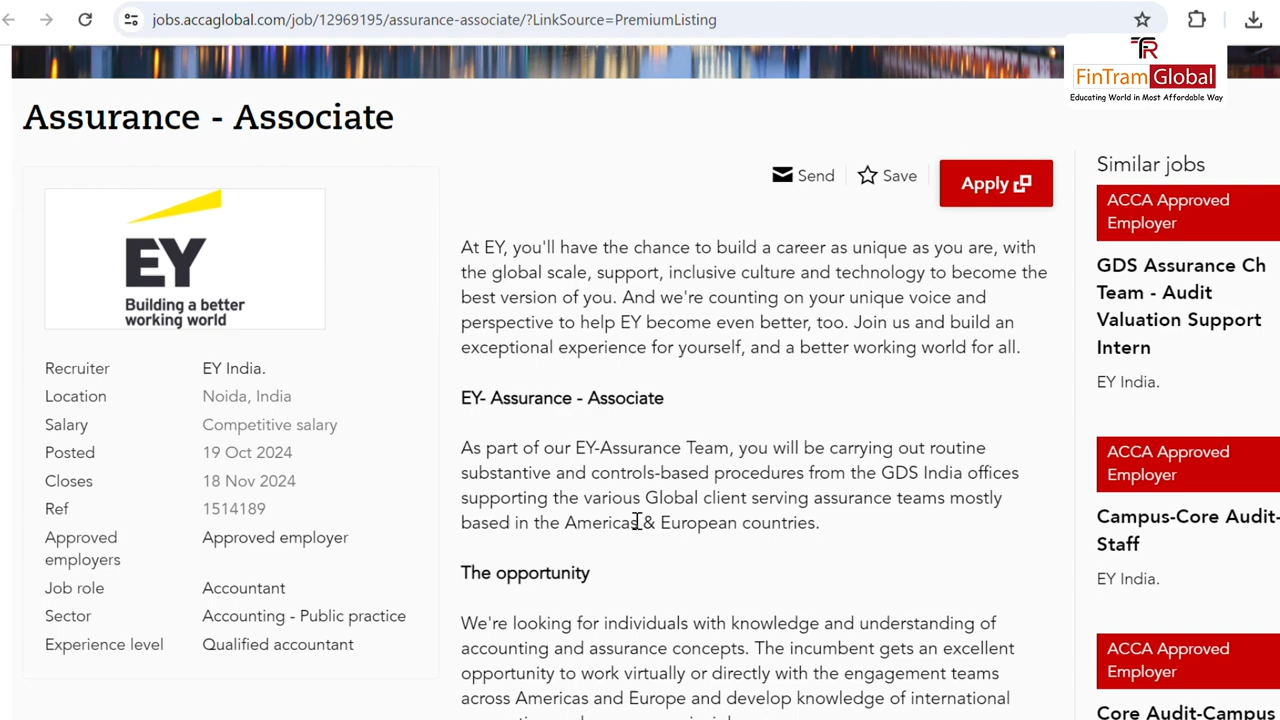 jobs.accaglobal.com/job/12969195/assurance-associate/?LinkSource=PremiumListing
FR
FinTram Global
Educating World in Most Affordable Way
Assurance - Associate
EY
Building a better
working world
Recruiter EY India.
Location Noida, India
Salary Competitive salary
Posted 19 Oct 2024
Closes 18 Nov 2024
Ref 1514189
Approved employers Approved employer
Job role Accountant
Sector Accounting - Public practice
Experience level Qualified accountant
Send Save Apply
At EY, you'll have the chance to build a career as unique as you are, with
the global scale, support, inclusive culture and technology to become the
best version of you. And we're counting on your unique voice and
perspective to help EY become even better, too. Join us and build an
exceptional experience for yourself, and a better working world for all.
EY- Assurance - Associate
As part of our EY-Assurance Team, you will be carrying out routine
substantive and controls-based procedures from the GDS India offices
supporting the various Global client serving assurance teams mostly
based in the Americas & European countries.
The opportunity
We're looking for individuals with knowledge and understanding of
accounting and assurance concepts. The incumbent gets an excellent
opportunity to work virtually or directly with the engagement teams
across Americas and Europe and develop knowledge of international
Similar jobs
ACCA Approved
Employer
GDS Assurance Ch
Team - Audit
Valuation Support
Intern
EY India.
ACCA Approved
Employer
Campus-Core Audit-
Staff
EY India.
ACCA Approved
Employer
Core Audit-Campus